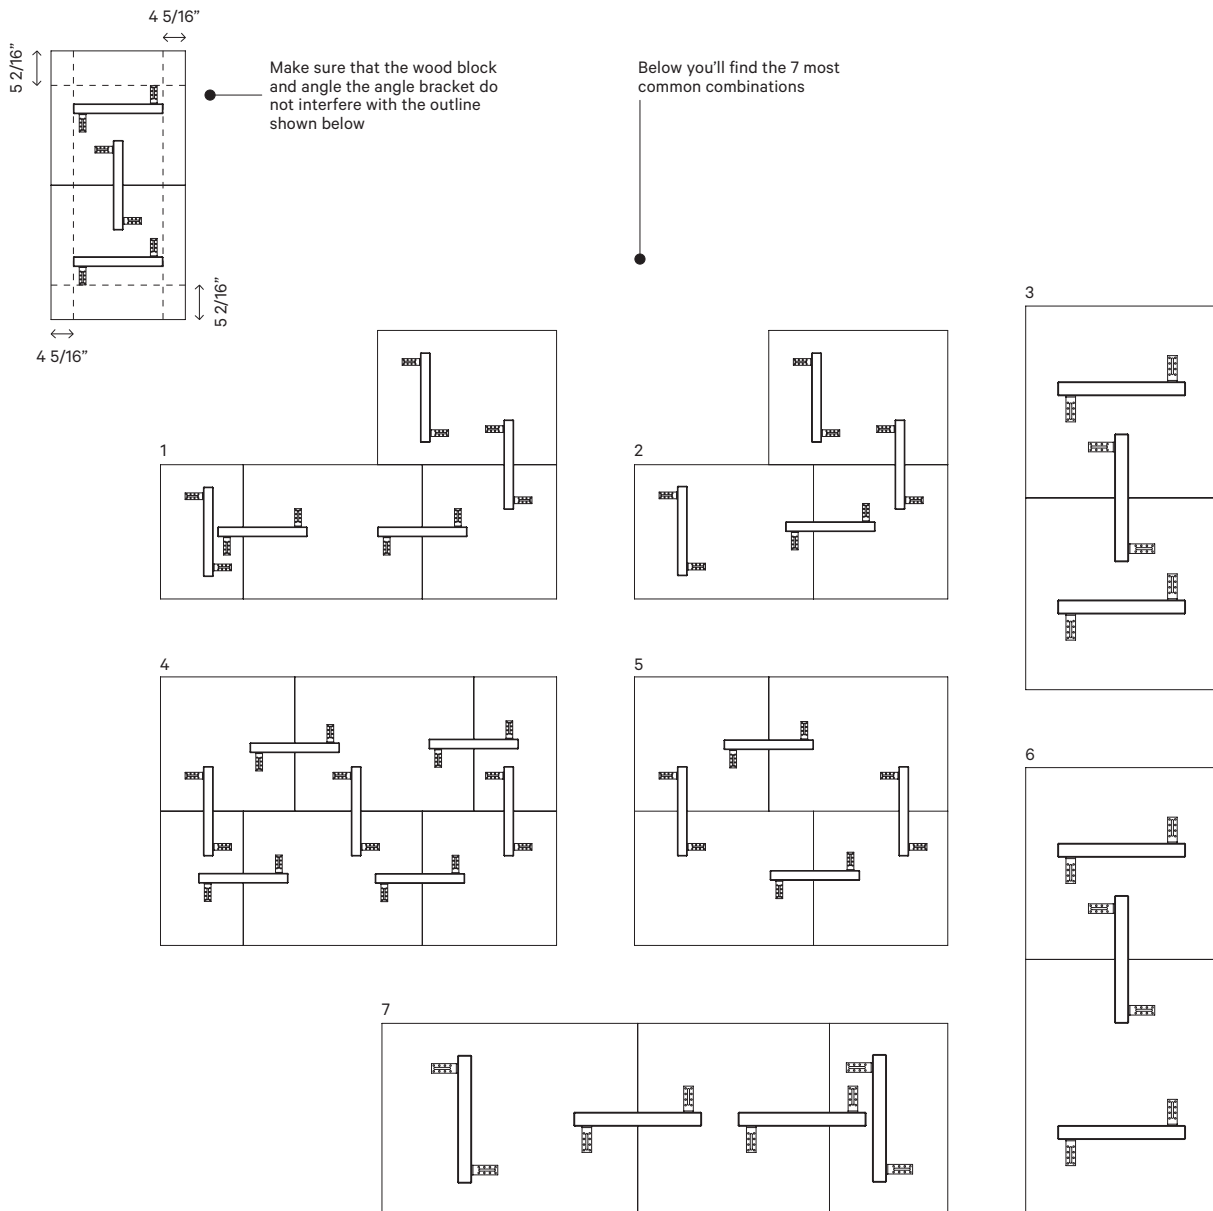 4 5/16”
5 2/16”
Make sure that the wood block
and angle the angle bracket do
not interfere with the outline
shown below
Below you’ll find the 7 most
common combinations
5 2/16”
4 5/16”
3
1
2
4
5
6
7